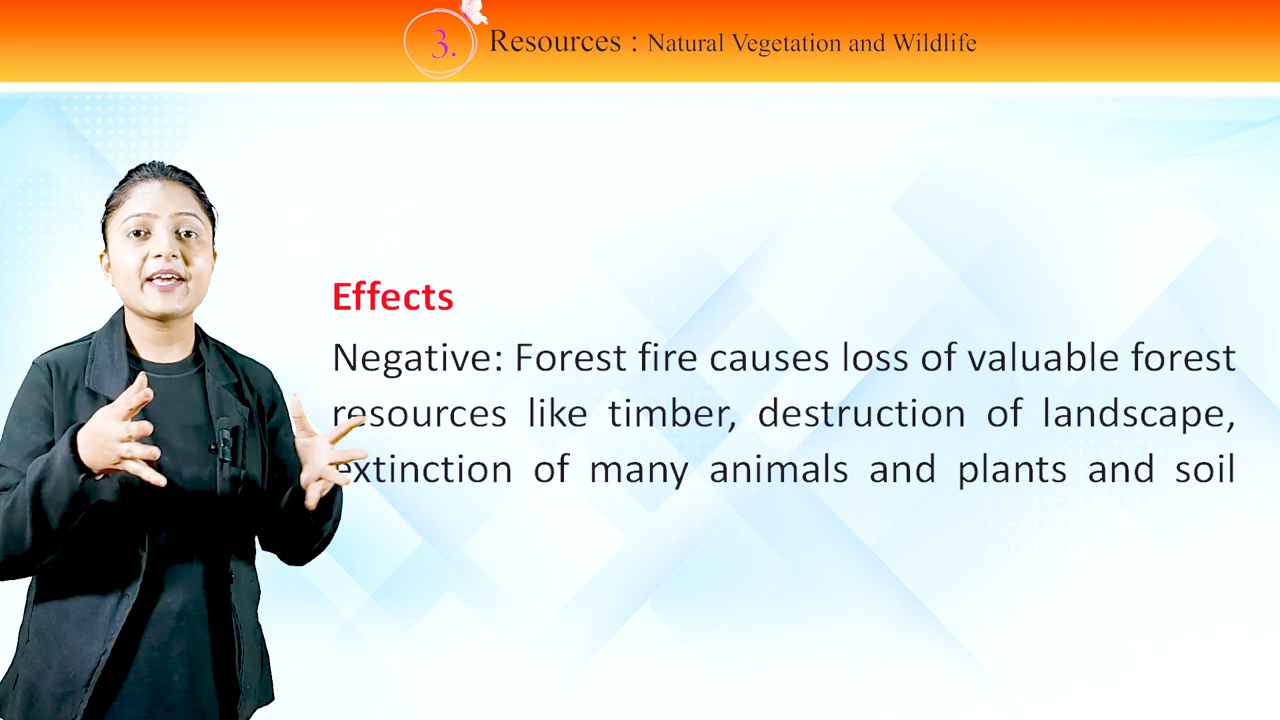 3. Resources : Natural Vegetation and Wildlife
Effects
Negative: Forest fire causes loss of valuable forest
resources like timber, destruction of landscape,
extinction of many animals and plants and soil